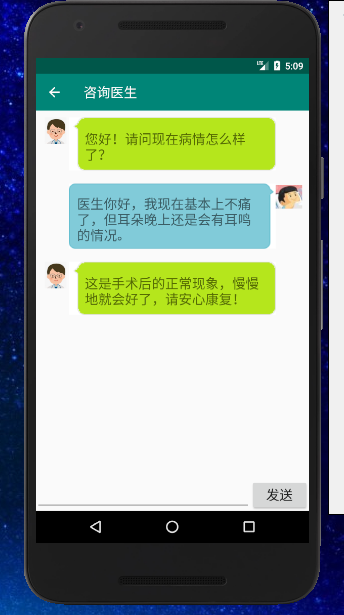 5:09
咨询医生
您好！请问现在病情怎么样
了？
医生你好，我现在基本上不痛
了，但耳朵晚上还是会有耳鸣
的情况。
这是手术后的正常现象，慢慢
地就会好了，请安心康复！
发送